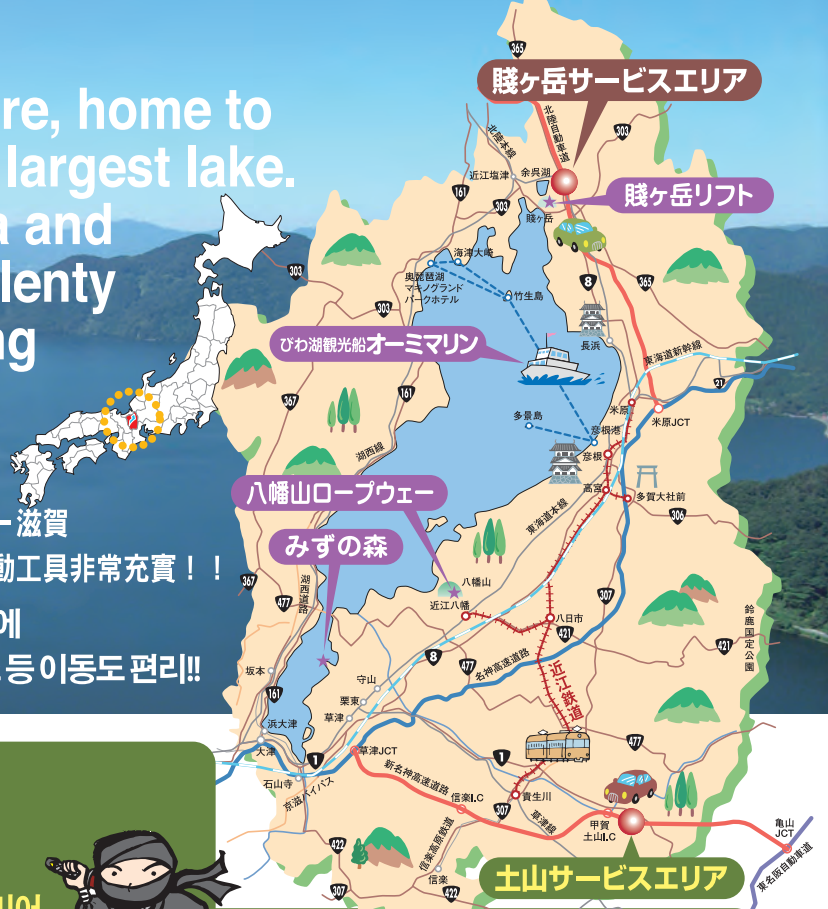 re, home to
largest lake.
a and
lenty
ng
ー滋賀
動工具非常充實！！
에
등 이동도 편리!!
365
賤ヶ岳サービスエリア
北陸自動車道
北陸本線
303
近江塩津
余呉湖
161
303
賤ヶ岳
賤ヶ岳リフト
303
海津大崎
奥琵琶湖
マキノグランド
パークホテル
竹生島
8
365
303
長浜
びわ湖観光船オーミマリン
東海道新幹線
21
367
161
米原
米原JCT
多景島
彦根港
湖西線
彦根
八幡山ロープウェー
高宮
多賀大社前
306
東海道本線
みずの森
八幡山
近江八幡
367
477
湖西道路
307
八日市
421
421
鈴鹿国定公園
8
477
名神高速道路
坂本
守山
栗東
草津
161
近江鉄道
浜大津
大津
1
草津JCT
1
477
石山寺
京滋バイパス
新名神高速道路
信楽I.C
貴生川
307
草津線
甲賀
土山I.C
亀山
JCT
東名阪自動車道
422
信楽高原鉄道
信楽
307
422
土山サービスエリア